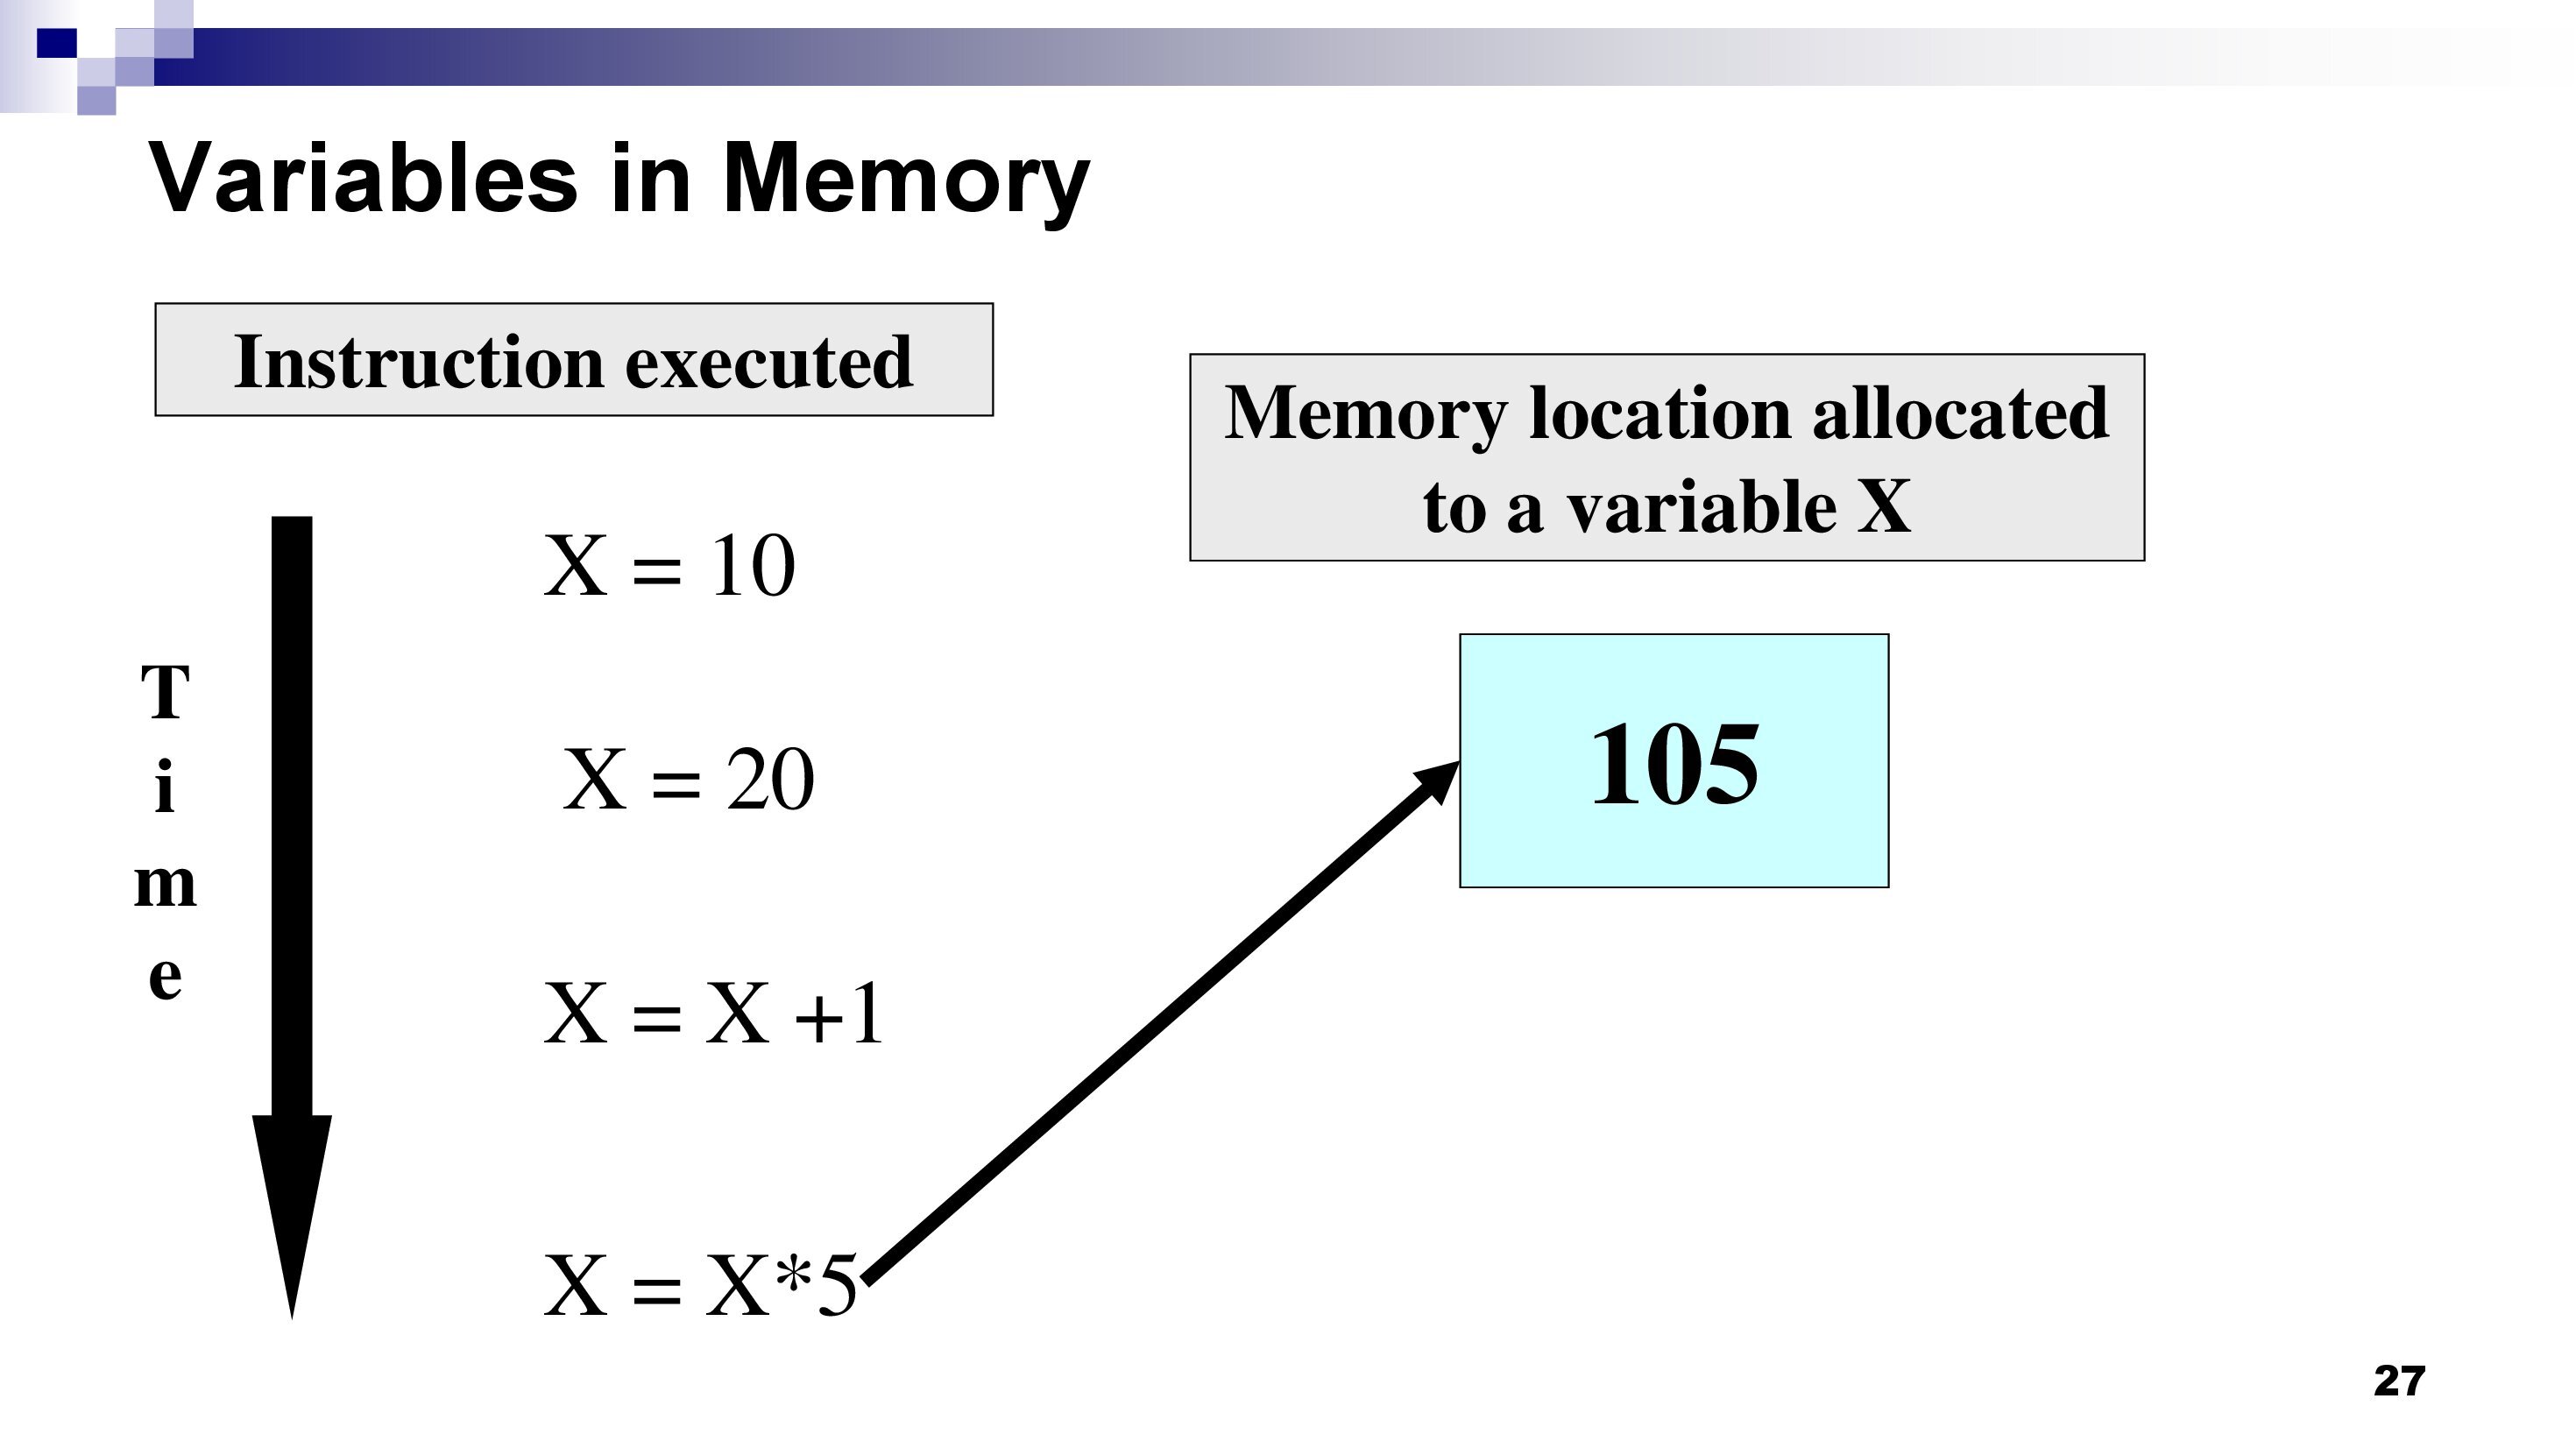 Variables in Memory
Instruction executed
Memory location allocated
to a variable X
T
i
m
e
X = 10
X = 20
X = X +1
X = X*5
105
27